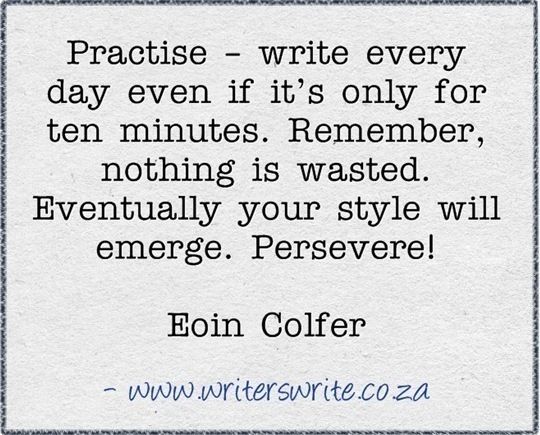 Practise – write every
day even if it's only for
ten minutes. Remember,
nothing is wasted.
Eventually your style will
emerge. Persevere!
Eoin Colfer
- www.writerswrite.co.za